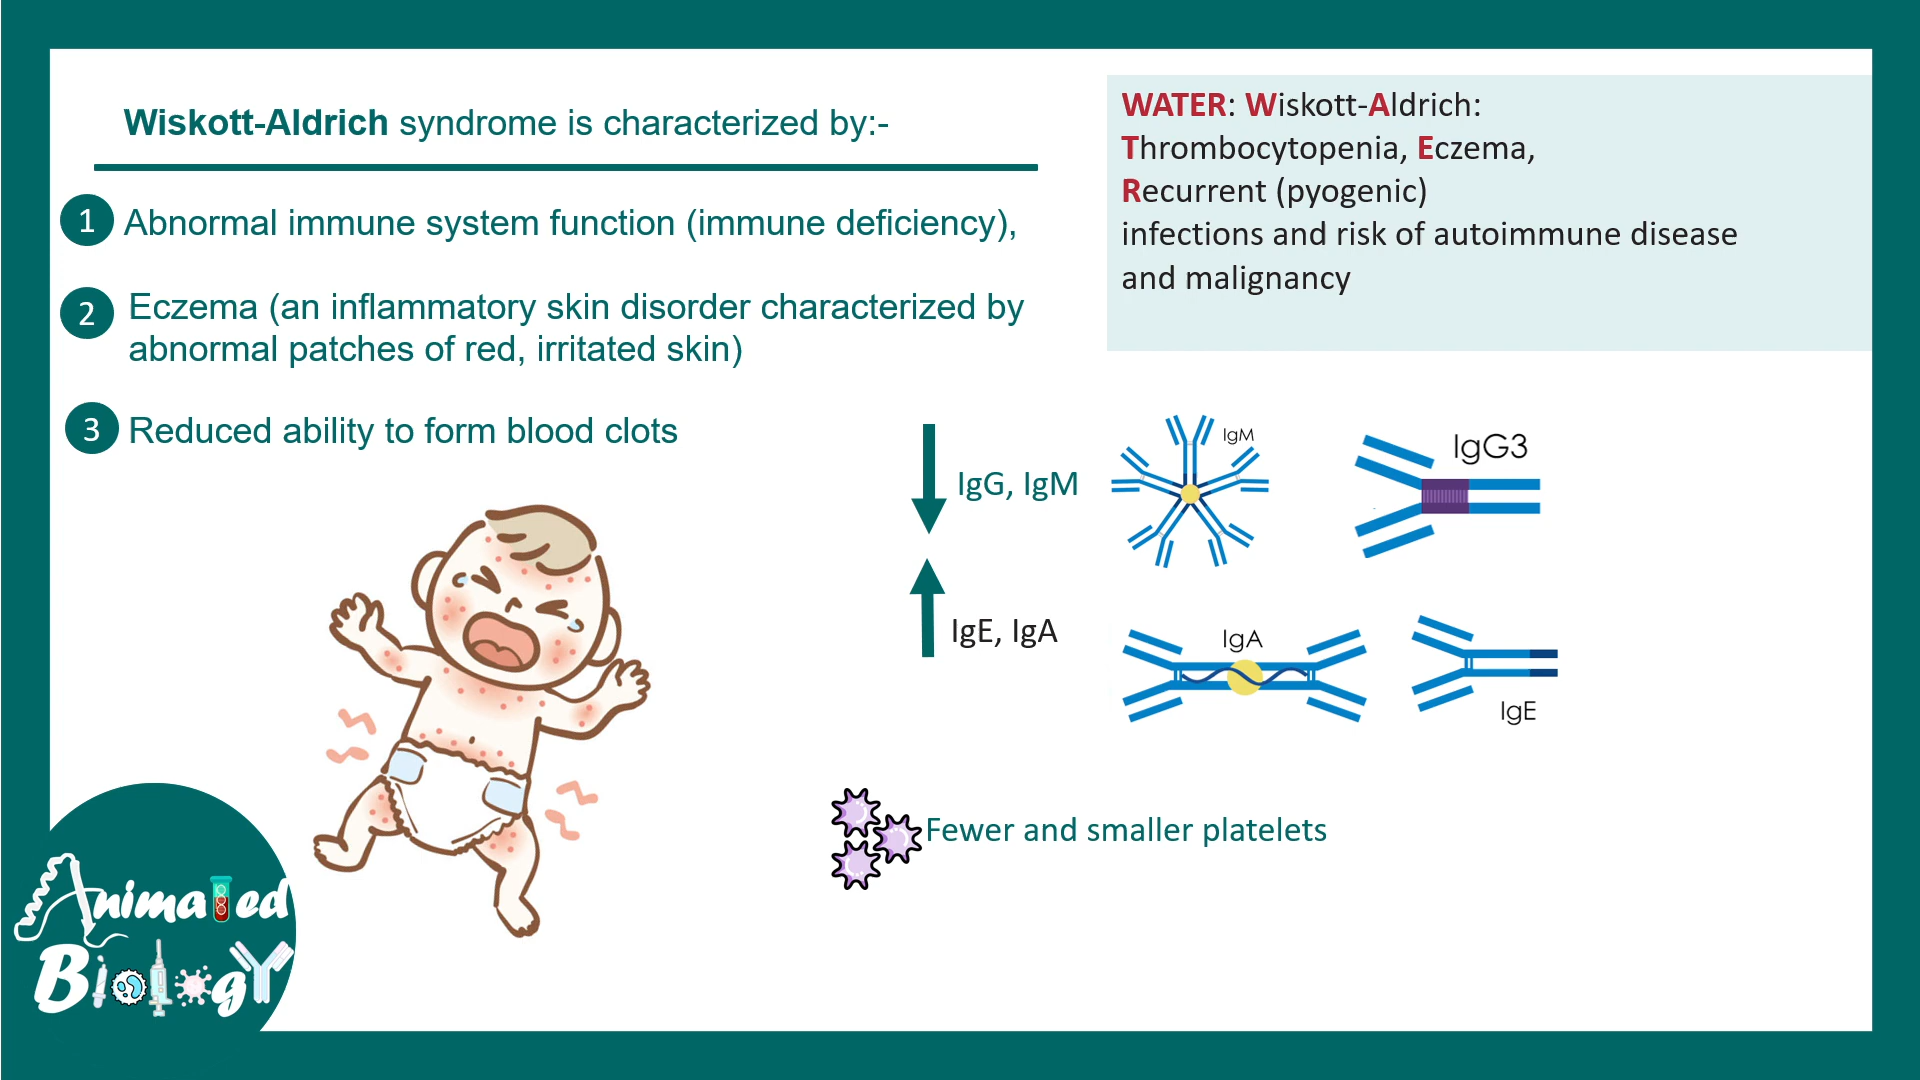 Wiskott-Aldrich syndrome is characterized by:-
1 Abnormal immune system function (immune deficiency),
2 Eczema (an inflammatory skin disorder characterized by
abnormal patches of red, irritated skin)
3 Reduced ability to form blood clots
WATER: Wiskott-Aldrich:
Thrombocytopenia, Eczema,
Recurrent (pyogenic)
infections and risk of autoimmune disease
and malignancy
IgG, IgM
IgM
IgG3
IgE, IgA
IgA
IgE
Fewer and smaller platelets
Animated
Biology